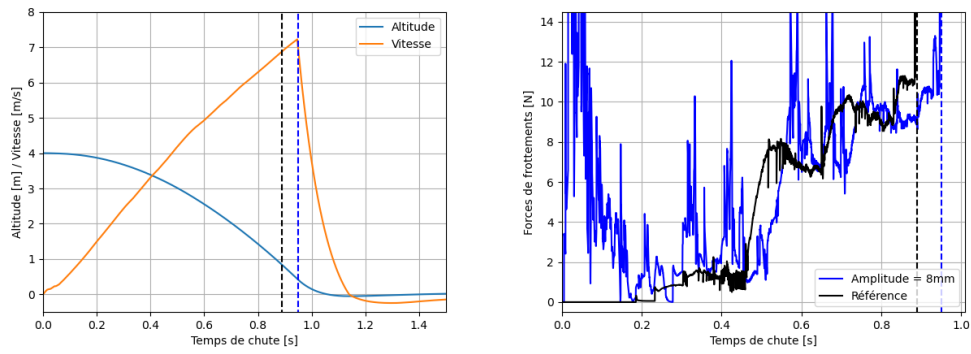 8
7
6
5
4
3
2
1
0
Altitude [m] / Vitesse [m/s]
Altitude
Vitesse
0.0 0.2 0.4 0.6 0.8 1.0 1.2 1.4
Temps de chute [s]
14
12
10
8
6
4
2
0
Forces de frottements [N]
Amplitude = 8mm
Référence
0.0 0.2 0.4 0.6 0.8 1.0
Temps de chute [s]